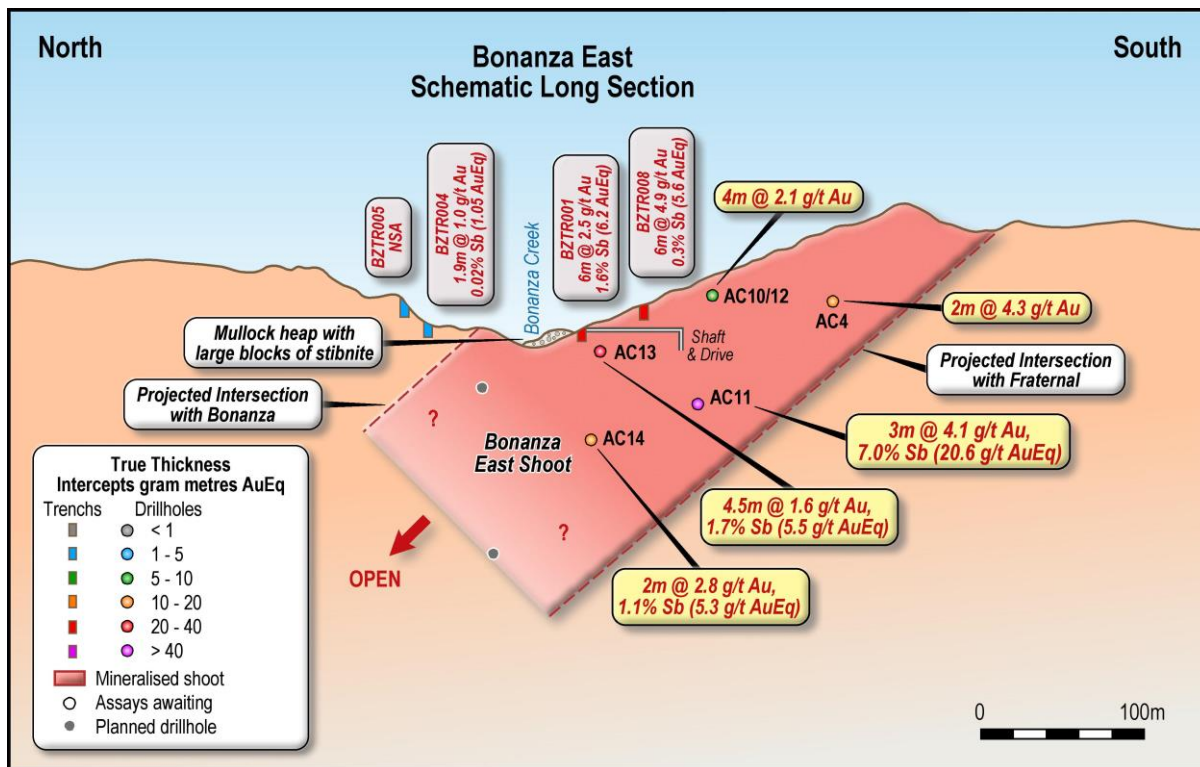 North
Bonanza East
Schematic Long Section
South
BZTR005
NSA
BZTR004
1.9m @ 1.0 g/t Au
0.02% Sb (1.05 AuEq)
Bonanza Creek
BZTR001
6m @ 2.5 g/t Au
1.6% Sb (6.2 AuEq)
BZTR008
6m @ 4.9 g/t Au
0.3% Sb (5.6 AuEq)
4m @ 2.1 g/t Au
AC10/12
AC4
2m @ 4.3 g/t Au
Mullock heap with
large blocks of stibnite
Shaft
& Drive
AC13
Projected Intersection
with Fraternal
Projected Intersection
with Bonanza
AC11
?
3m @ 4.1 g/t Au,
7.0% Sb (20.6 g/t AuEq)
Bonanza
East Shoot
AC14
4.5m @ 1.6 g/t Au,
1.7% Sb (5.5 g/t AuEq)
?
OPEN
2m @ 2.8 g/t Au,
1.1% Sb (5.3 g/t AuEq)
True Thickness
Intercepts gram metres AuEq
Trenchs Drillholes
< 1
1 - 5
5 - 10
10 - 20
20 - 40
> 40
Mineralised shoot
Assays awaiting
Planned drillhole
0 100m